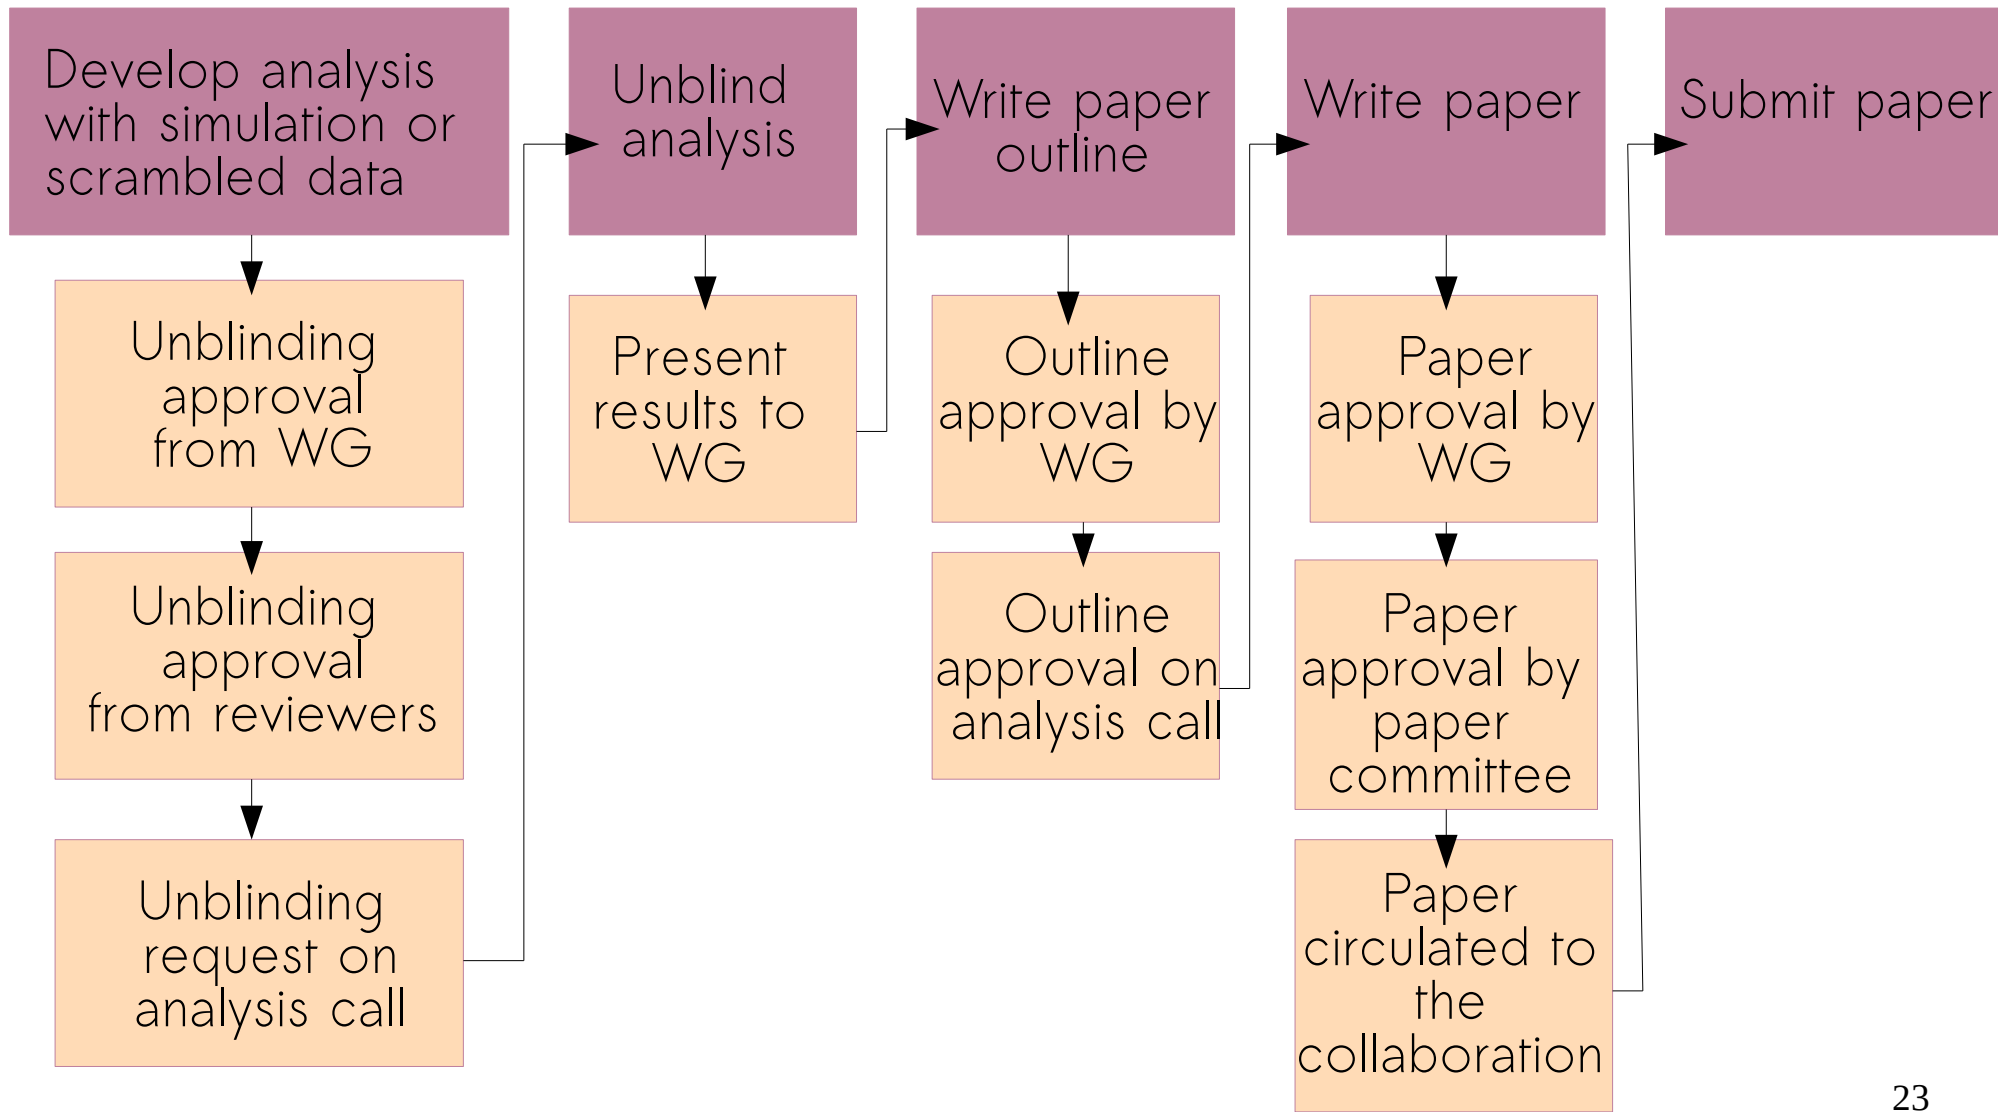 Develop analysis
with simulation or
scrambled data
Unblinding
approval
from WG
Unblinding
approval
from reviewers
Unblinding
request on
analysis call
Unblind
analysis
Present
results to
WG
Write paper
outline
Outline
approval by
WG
Outline
approval on
analysis call
Write paper
Paper
approval by
WG
Paper
approval by
paper
committee
Paper
circulated to
the
collaboration
Submit paper
23